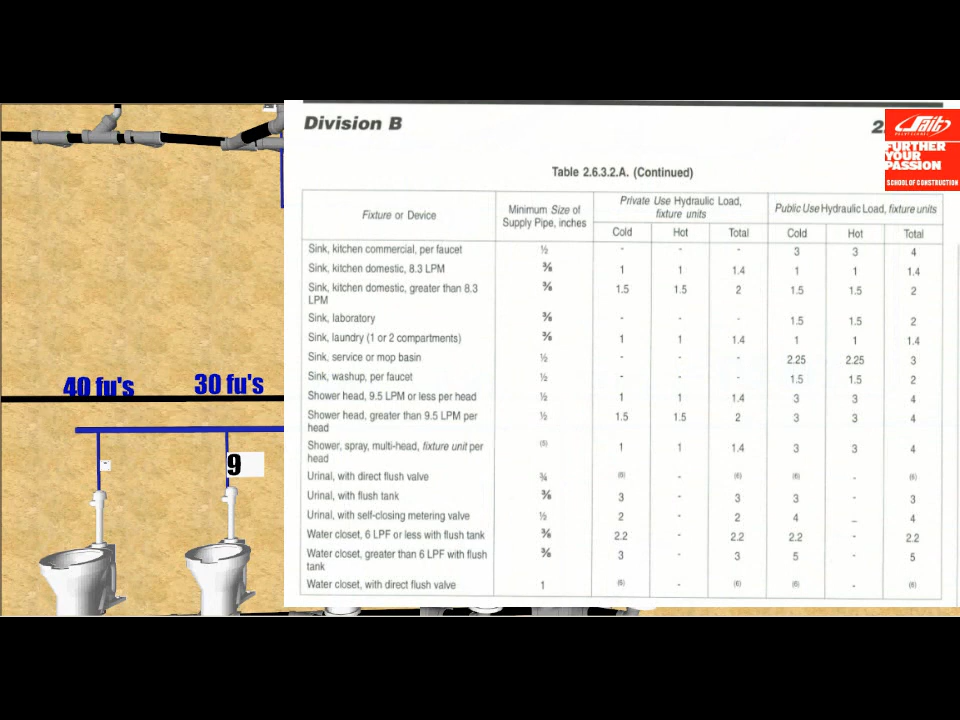 Division B
2
Sait
POLYTECHNIC
FURTHER
YOUR
PASSION
SCHOOL OF CONSTRUCTION
Table 2.6.3.2.A. (Continued)
Fixture or Device	Minimum Size of Supply Pipe, inches	Private Use Hydraulic Load, fixture units	Public Use Hydraulic Load, fixture units
Cold	Hot	Total	Cold	Hot	Total
Sink, kitchen commercial, per faucet	½	-	-	-	3	3	4
Sink, kitchen domestic, 8.3 LPM	⅜	1	1	1.4	1	1	1.4
Sink, kitchen domestic, greater than 8.3 LPM	⅜	1.5	1.5	2	1.5	1.5	2
Sink, laboratory	⅜	-	-	-	1.5	1.5	2
Sink, laundry (1 or 2 compartments)	⅜	1	1	1.4	1	1	1.4
Sink, service or mop basin	½	-	-	-	2.25	2.25	3
Sink, washup, per faucet	½	-	-	-	1.5	1.5	2
Shower head, 9.5 LPM or less per head	½	1	1	1.4	3	3	4
Shower head, greater than 9.5 LPM per head	½	1.5	1.5	2	3	3	4
Shower, spray, multi-head, fixture unit per head	(5)	1	1	1.4	3	3	4
Urinal, with direct flush valve	¾	(6)	-	(6)	(6)	-	(6)
Urinal, with flush tank	⅜	3	-	3	3	-	3
Urinal, with self-closing metering valve	½	2	-	2	4	–	4
Water closet, 6 LPF or less with flush tank	⅜	2.2	-	2.2	2.2	-	2.2
Water closet, greater than 6 LPF with flush tank	⅜	3	-	3	5	-	5
Water closet, with direct flush valve	1	(6)	-	(6)	(6)	-	(6)
40 fu's
30 fu's
9